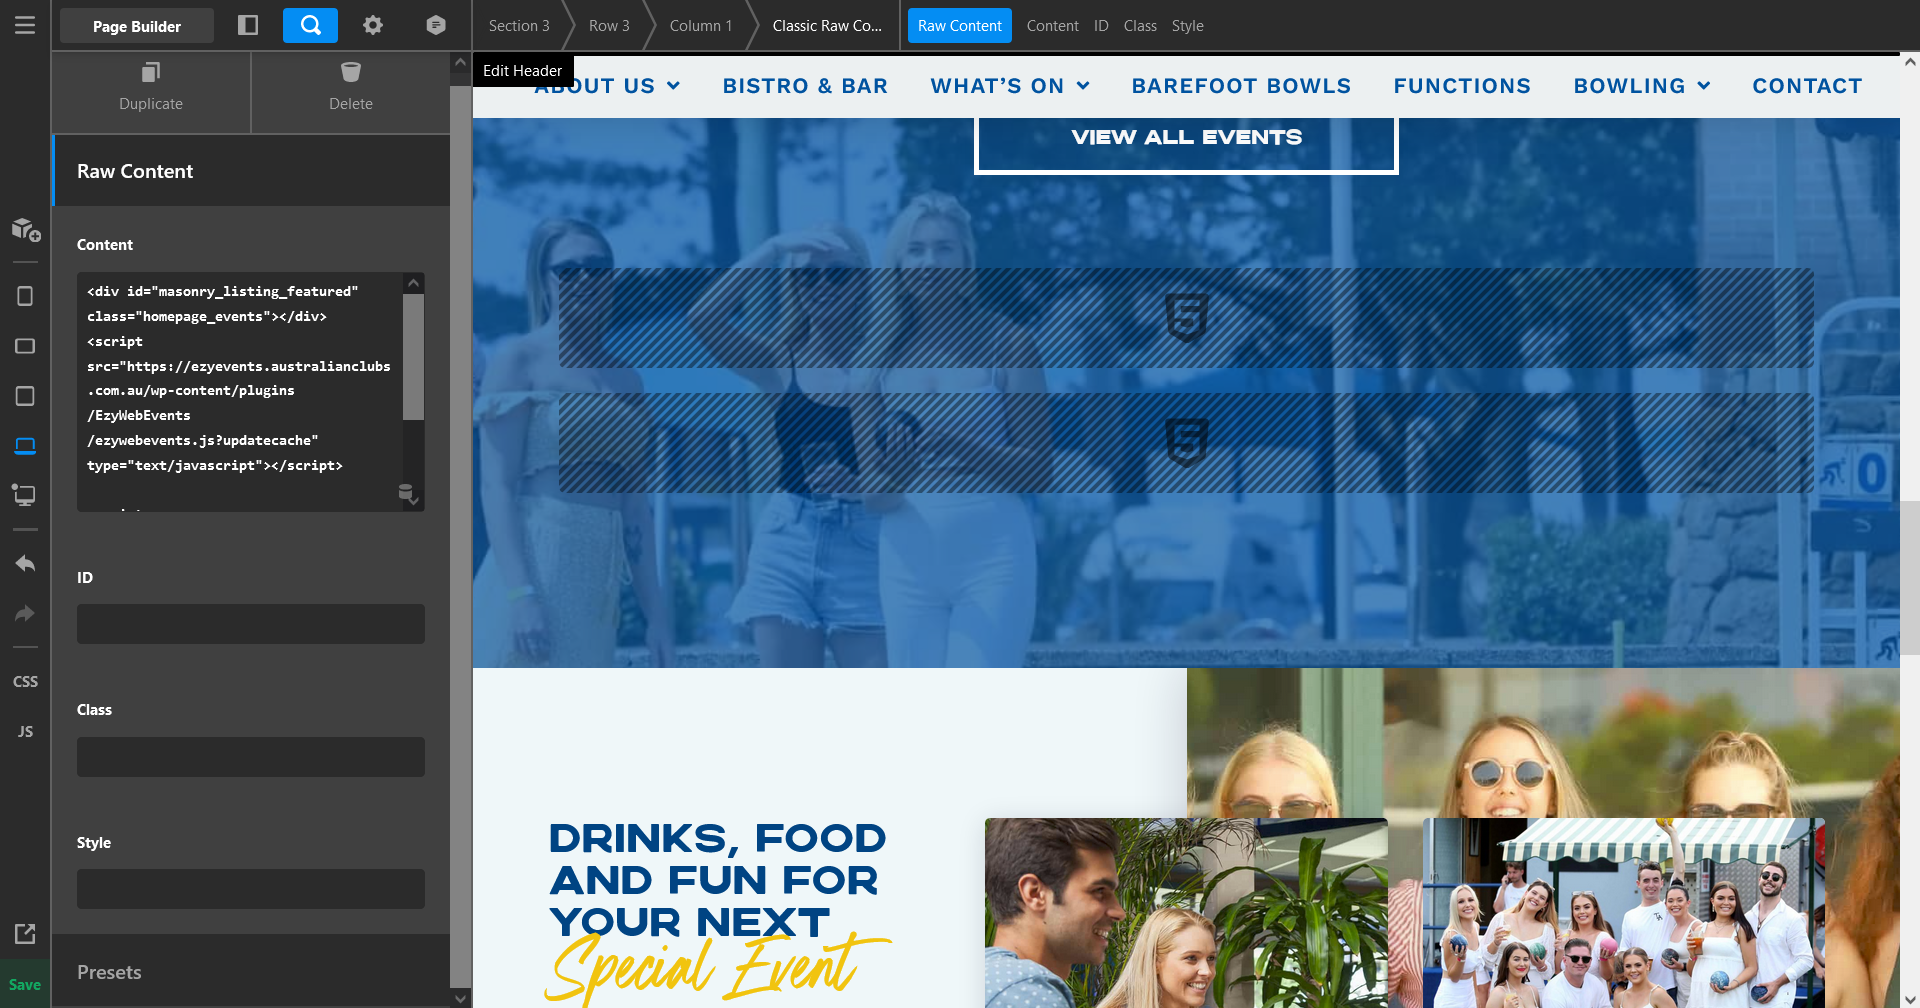 Page Builder
Section 3
Row 3
Column 1
Classic Raw Co...
Raw Content
Content
ID
Class
Style
Duplicate
Delete
Edit Header
ABOUT US
BISTRO & BAR
WHAT'S ON
BAREFOOT BOWLS
FUNCTIONS
BOWLING
CONTACT
VIEW ALL EVENTS
Raw Content
Content
<div id="masonry_listing_featured"
class="homepage_events"></div>
<script
src="https://ezyevents.australianclubs
.com.au/wp-content/plugins
/EzyWebEvents
/ezywebevents.js?updatecache"
type="text/javascript"></script>
ID
Class
Style
Presets
CSS
JS
Save
DRINKS, FOOD
AND FUN FOR
YOUR NEXT
Special Event